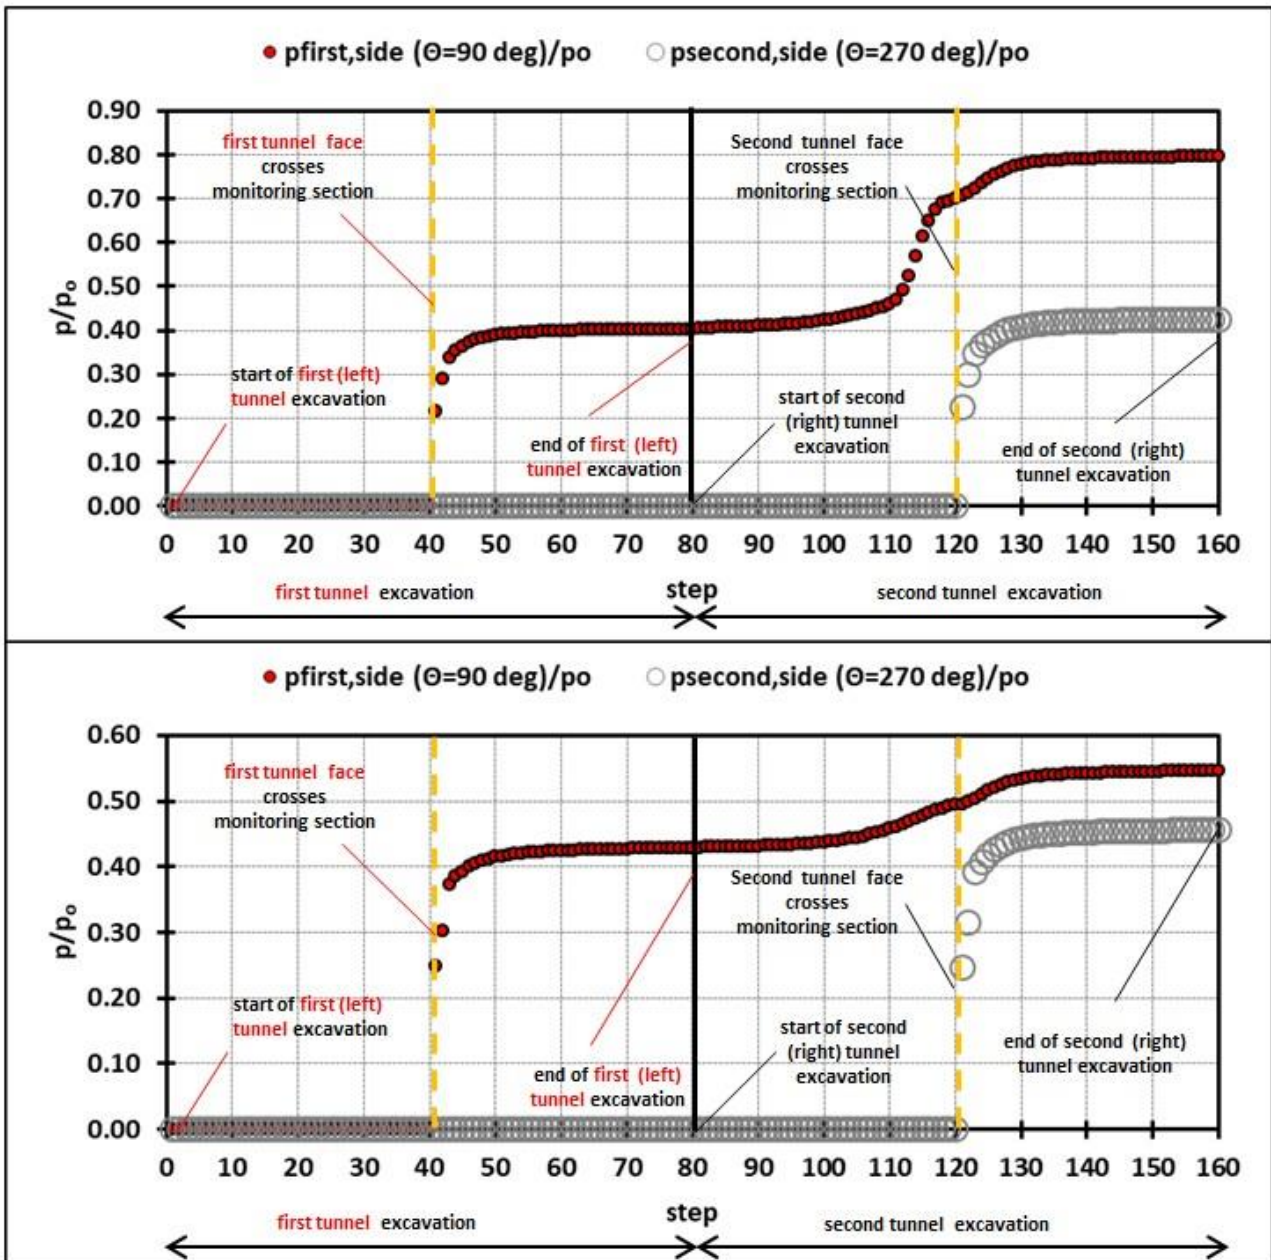 pfirst,side (Θ=90 deg)/po psecond,side (Θ=270 deg)/po
0.90
0.80
0.70
0.60
0.50
0.40
0.30
0.20
0.10
0.00
p/po
first tunnel face
crosses
monitoring section
Second tunnel face
crosses
monitoring section
start of first (left)
tunnel excavation
end of first (left)
tunnel excavation
start of second
(right) tunnel
excavation
end of second (right)
tunnel excavation
0 10 20 30 40 50 60 70 80 90 100 110 120 130 140 150 160
first tunnel excavation
step
second tunnel excavation
pfirst,side (Θ=90 deg)/po psecond,side (Θ=270 deg)/po
0.60
0.50
0.40
0.30
0.20
0.10
0.00
p/po
first tunnel face
crosses
monitoring section
Second tunnel face
crosses
monitoring section
start of first (left)
tunnel excavation
end of first (left)
tunnel excavation
start of second
(right) tunnel
excavation
end of second (right)
tunnel excavation
0 10 20 30 40 50 60 70 80 90 100 110 120 130 140 150 160
first tunnel excavation
step
second tunnel excavation